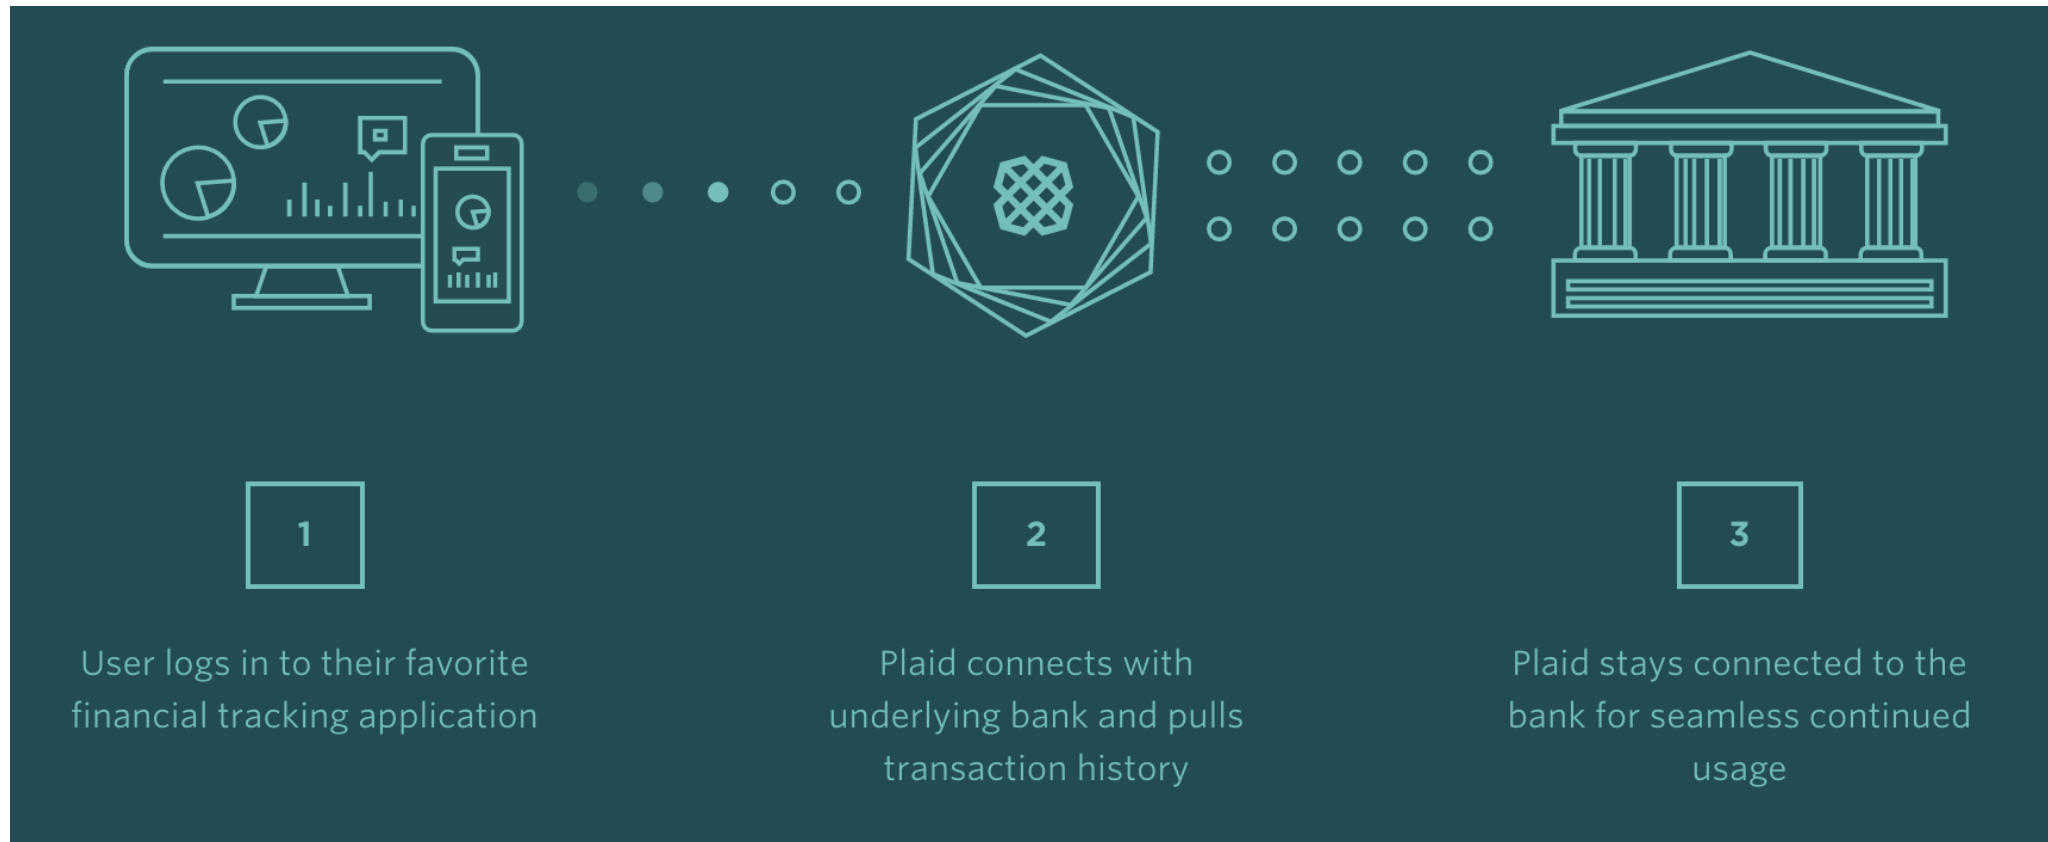 1
User logs in to their favorite
financial tracking application
2
Plaid connects with
underlying bank and pulls
transaction history
3
Plaid stays connected to the
bank for seamless continued
usage